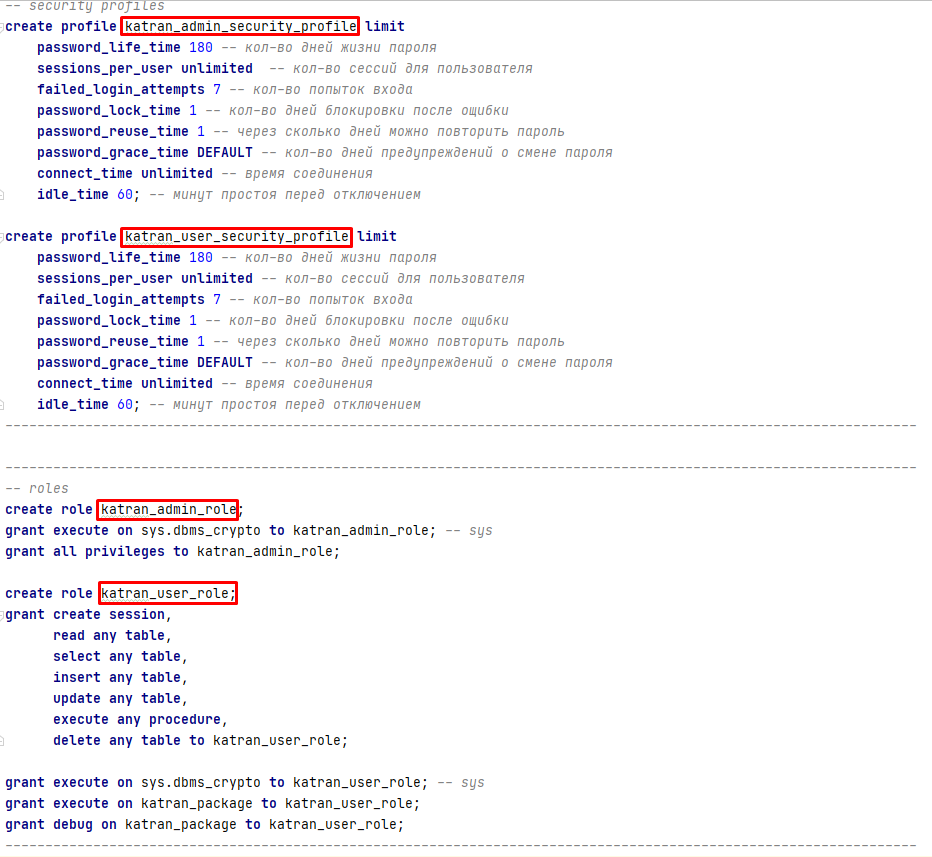 -- security profiles
create profile katran_admin_security_profile limit
password_life_time 180 -- кол-во дней жизни пароля
sessions_per_user unlimited  -- кол-во сессий для пользователя
failed_login_attempts 7 -- кол-во попыток входа
password_lock_time 1 -- кол-во дней блокировки после ощибки
password_reuse_time 1 -- через сколько дней можно повторить пароль
password_grace_time DEFAULT -- кол-во дней предупреждений о смене пароля
connect_time unlimited -- время соединения
idle_time 60; -- минут простоя перед отключением
create profile katran_user_security_profile limit
password_life_time 180 -- кол-во дней жизни пароля
sessions_per_user unlimited -- кол-во сессий для пользователя
failed_login_attempts 7 -- кол-во попыток входа
password_lock_time 1 -- кол-во дней блокировки после ощибки
password_reuse_time 1 -- через сколько дней можно повторить пароль
password_grace_time DEFAULT -- кол-во дней предупреждений о смене пароля
connect_time unlimited -- время соединения
idle_time 60; -- минут простоя перед отключением
-- roles
create role katran_admin_role;
grant execute on sys.dbms_crypto to katran_admin_role; -- sys
grant all privileges to katran_admin_role;
create role katran_user_role;
grant create session,
read any table,
select any table,
insert any table,
update any table,
execute any procedure,
delete any table to katran_user_role;
grant execute on sys.dbms_crypto to katran_user_role; -- sys
grant execute on katran_package to katran_user_role;
grant debug on katran_package to katran_user_role;